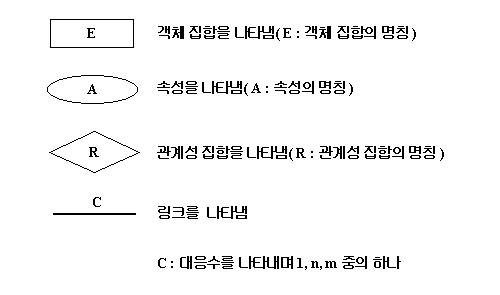 E 객체 집합을 나타냄( E : 객체 집합의 명칭 )
A 속성을 나타냄( A : 속성의 명칭 )
R 관계성 집합을 나타냄( R : 관계성 집합의 명칭 )
C 링크를 나타냄
C : 대응수를 나타내며 1, n, m 중의 하나